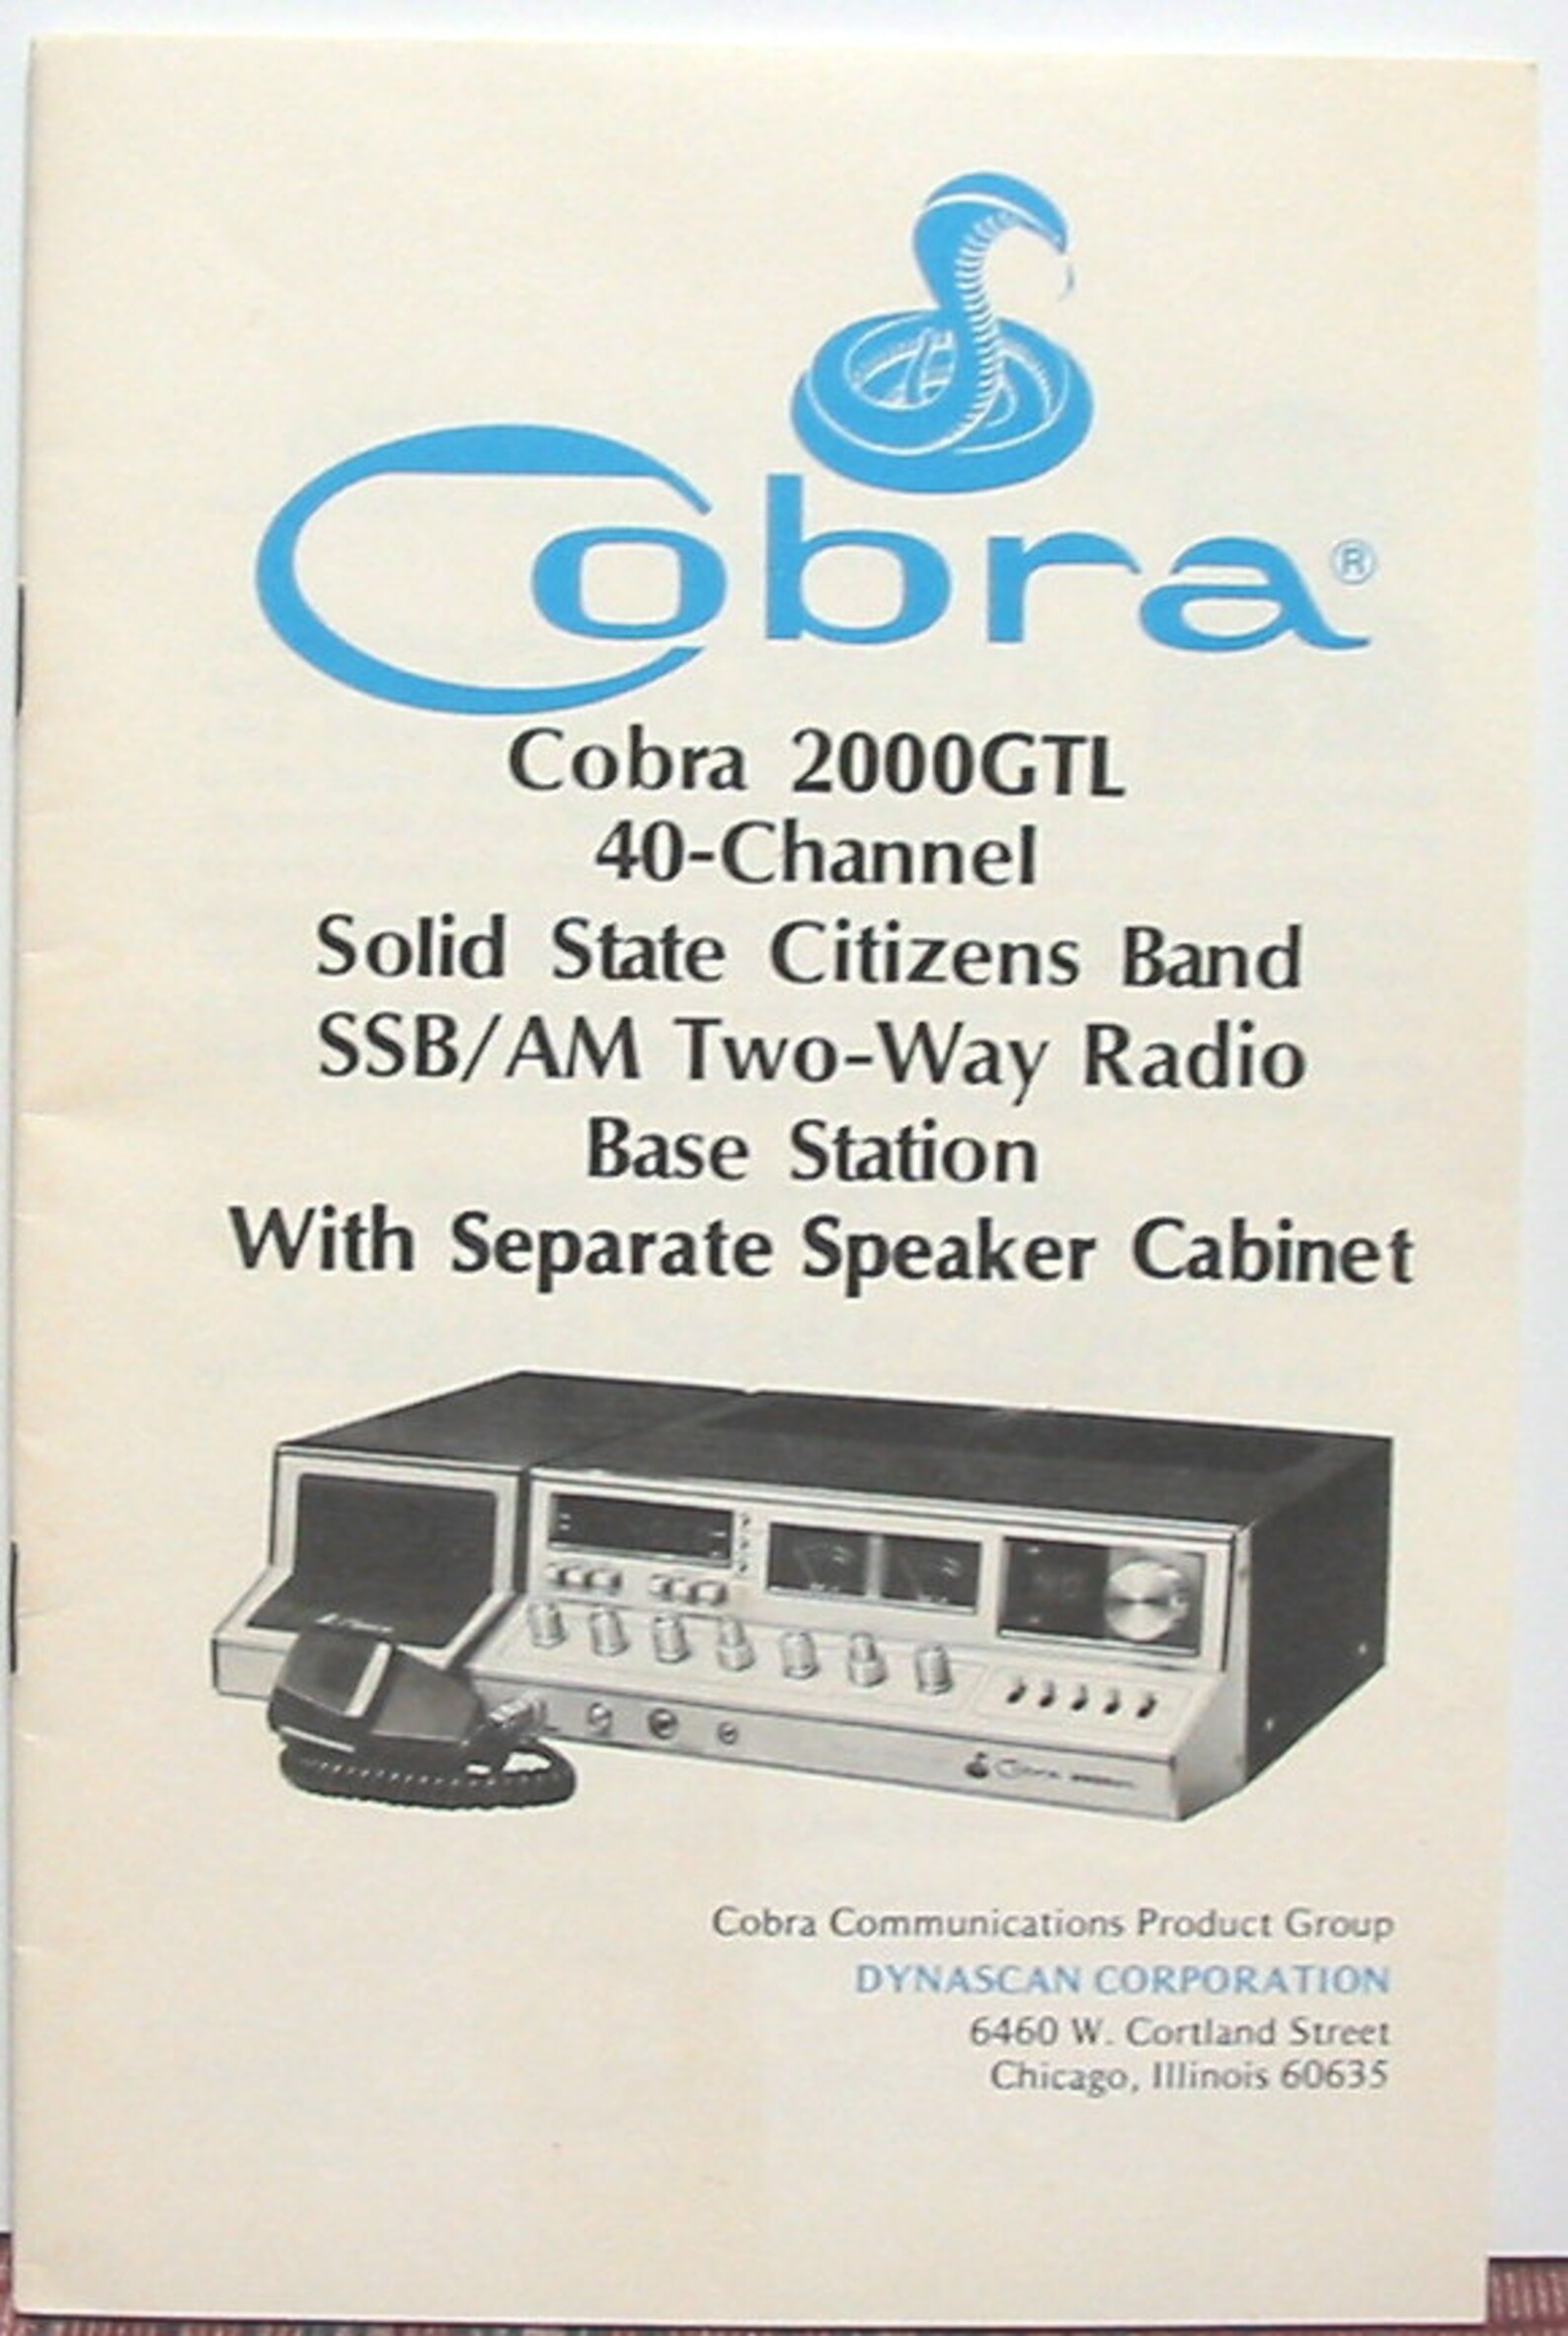 Cobra®
Cobra 2000GTL
40-Channel
Solid State Citizens Band
SSB/AM Two-Way Radio
Base Station
With Separate Speaker Cabinet
Cobra
Cobra Communications Product Group
DYNASCAN CORPORATION
6460 W. Cortland Street
Chicago, Illinois 60635